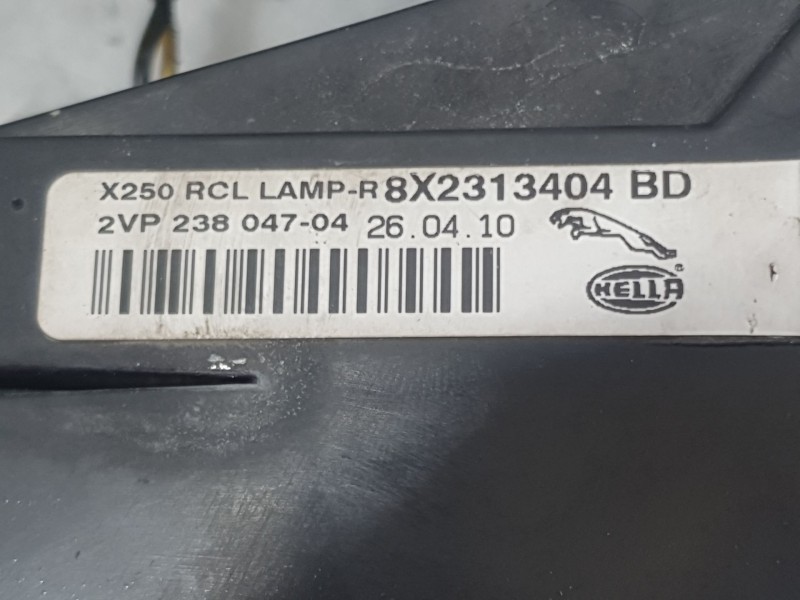 X250 RCL LAMP-R 8X2313404 BD
2VP 238 047-04 26.04.10
HELLA ®